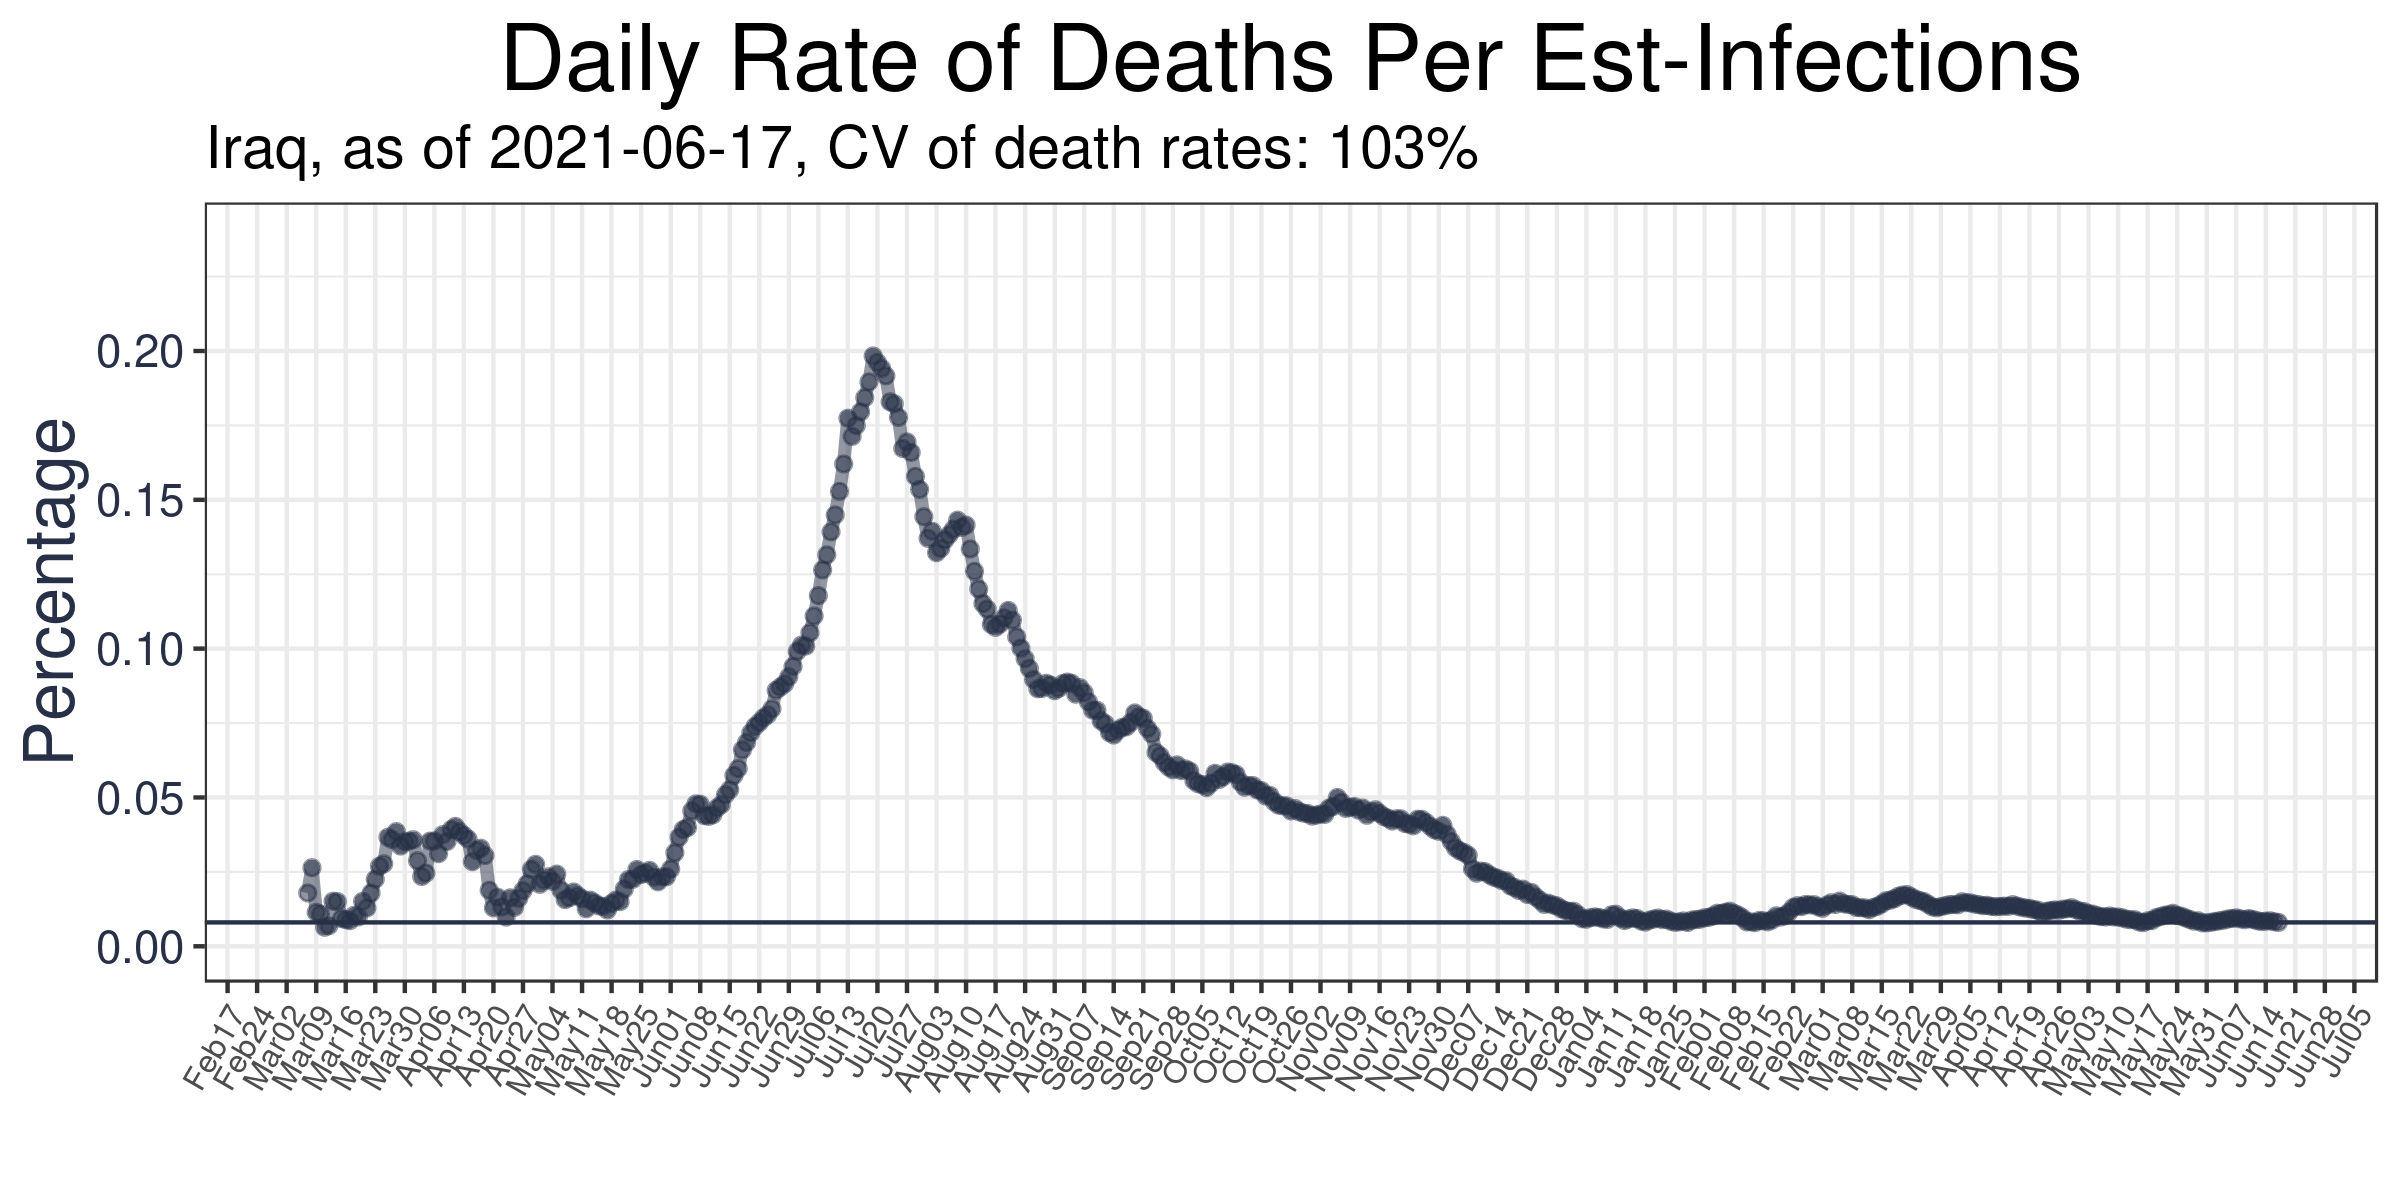 Daily Rate of Deaths Per Est-Infections
Iraq, as of 2021-06-17, CV of death rates: 103%
Percentage
0.20
0.15
0.10
0.05
0.00
Feb17
Feb24
Mar02
Mar09
Mar16
Mar23
Mar30
Apr06
Apr13
Apr20
Apr27
May04
May11
May18
May25
Jun01
Jun08
Jun15
Jun22
Jun29
Jul06
Jul13
Jul20
Jul27
Aug03
Aug10
Aug17
Aug24
Aug31
Sep07
Sep14
Sep21
Sep28
Oct05
Oct12
Oct19
Oct26
Nov02
Nov09
Nov16
Nov23
Nov30
Dec07
Dec14
Dec21
Dec28
Jan04
Jan11
Jan18
Jan25
Feb01
Feb08
Feb15
Feb22
Mar01
Mar08
Mar15
Mar22
Mar29
Apr05
Apr12
Apr19
Apr26
May03
May10
May17
May24
May31
Jun07
Jun14
Jun21
Jun28
Jul05